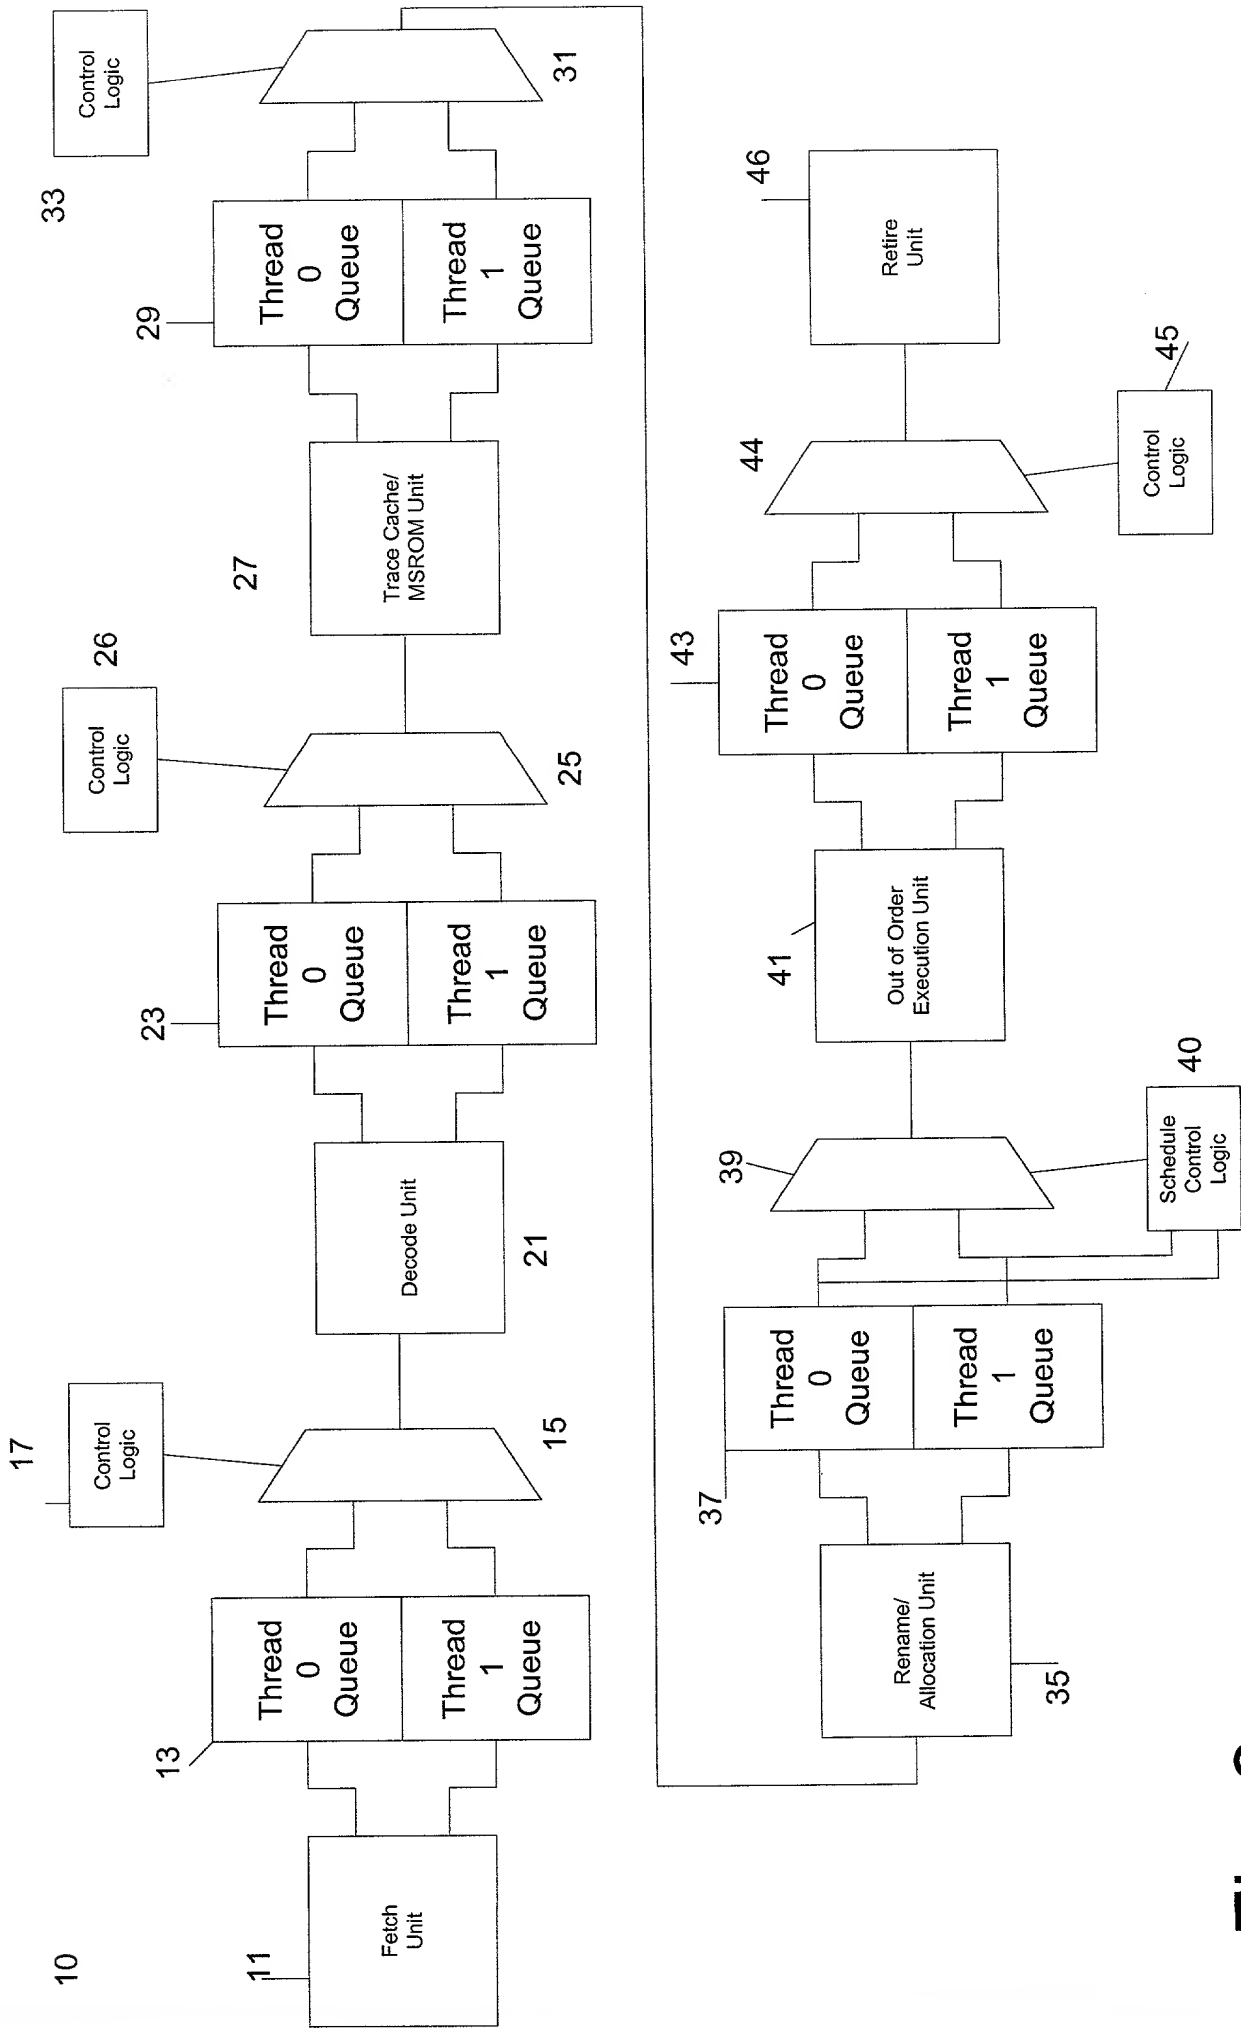 10
11
Fetch
Unit
13
Thread
0
Queue
Thread
1
Queue
15
17
Control
Logic
Decode Unit
21
23
Thread
0
Queue
Thread
1
Queue
25
26
Control
Logic
27
Trace Cache/
MSROM Unit
29
Thread
0
Queue
Thread
1
Queue
31
33
Control
Logic
Rename/
Allocation Unit
35
37
Thread
0
Queue
Thread
1
Queue
39
Schedule
Control
Logic
40
41
Out of Order
Execution Unit
43
Thread
0
Queue
Thread
1
Queue
44
Control
Logic
45
46
Retire
Unit